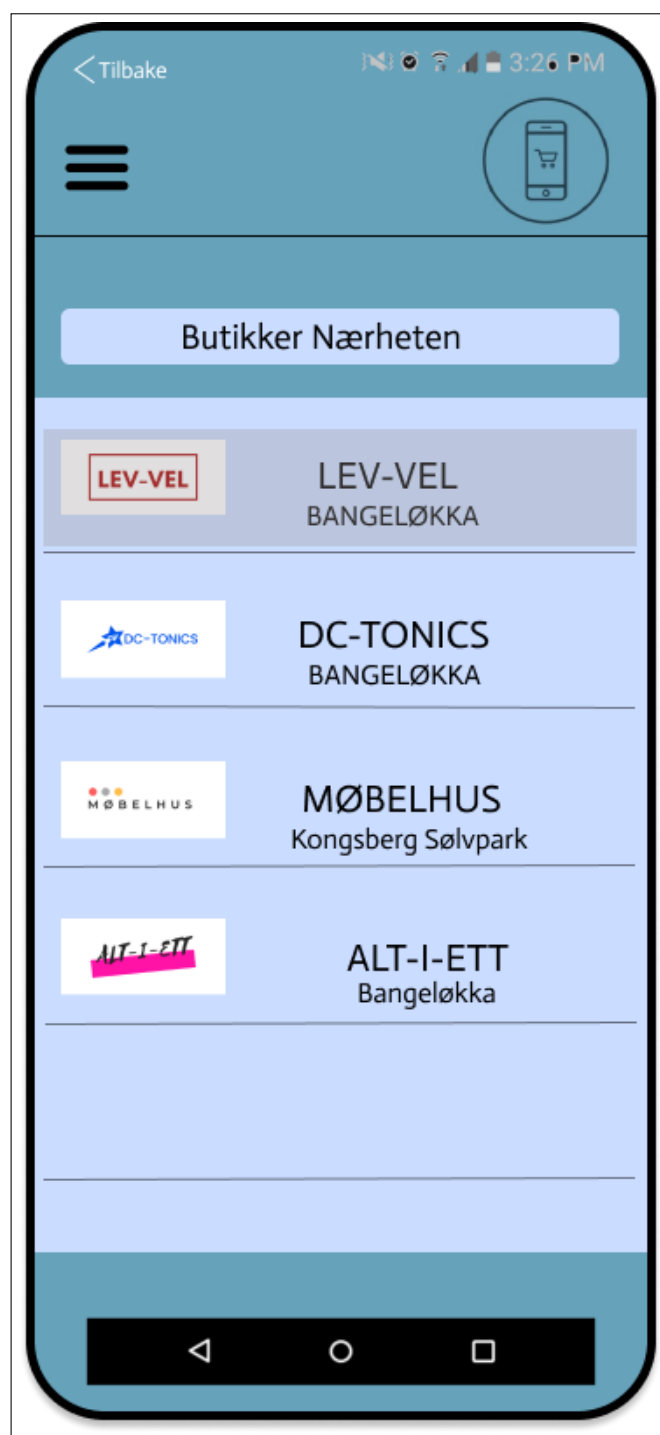 Tilbake
3:26 PM
Butikker Nærheten
LEV-VEL
LEV-VEL
BANGELØKKA
DC-TONICS
DC-TONICS
BANGELØKKA
MØBELHUS
MØBELHUS
Kongsberg Sølvpark
ALT-I-ETT
ALT-I-ETT
Bangeløkka